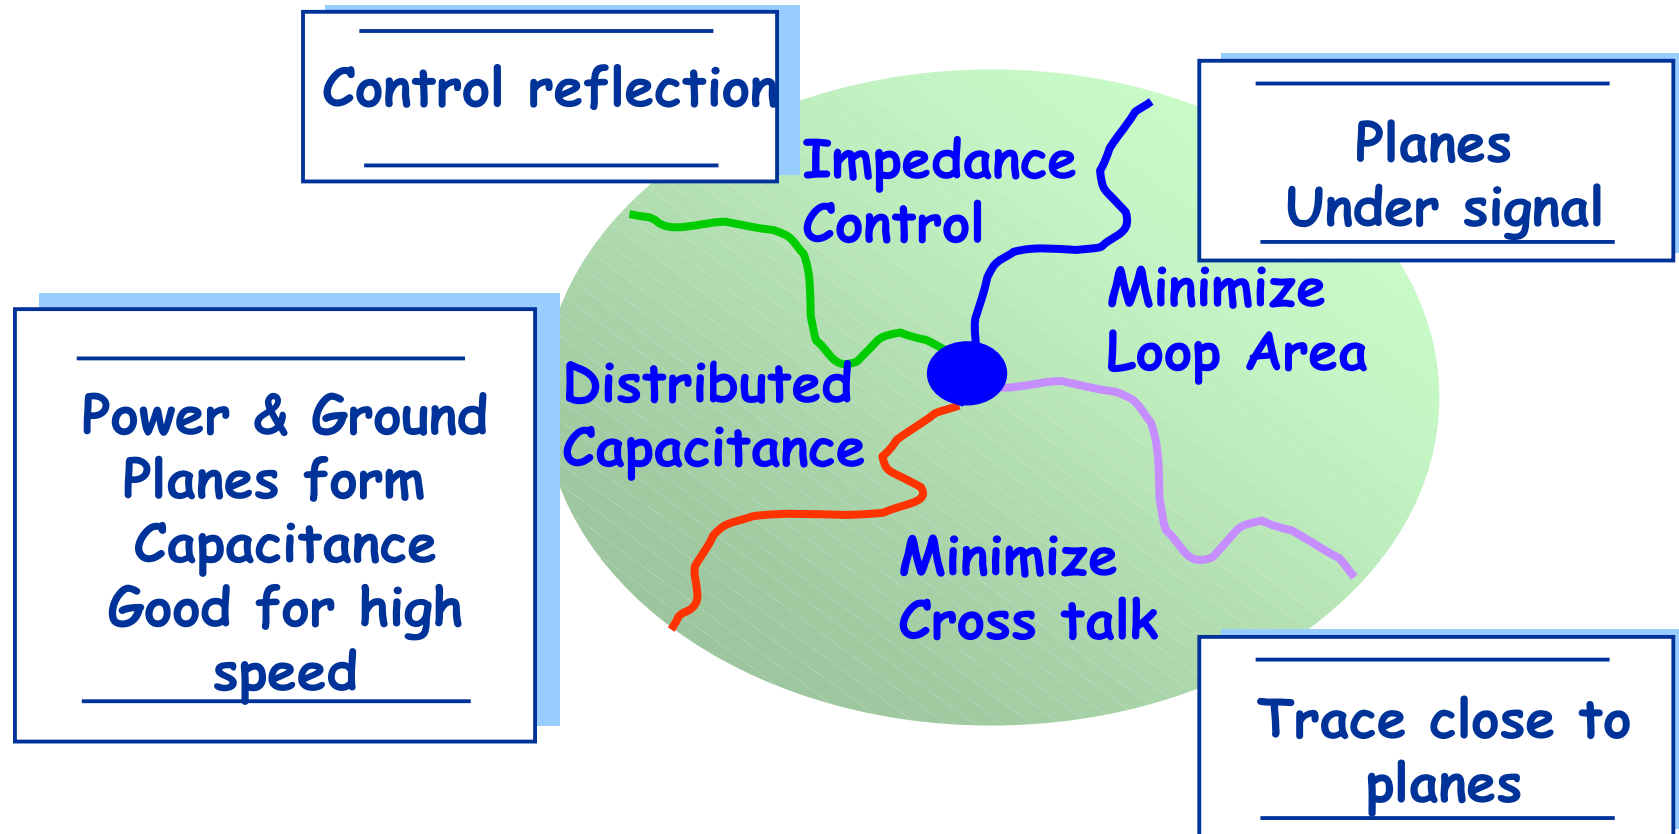 Control reflection
Impedance
Control
Planes
Under signal
Minimize
Loop Area
Distributed
Capacitance
Power & Ground
Planes form
Capacitance
Good for high
speed
Minimize
Cross talk
Trace close to
planes